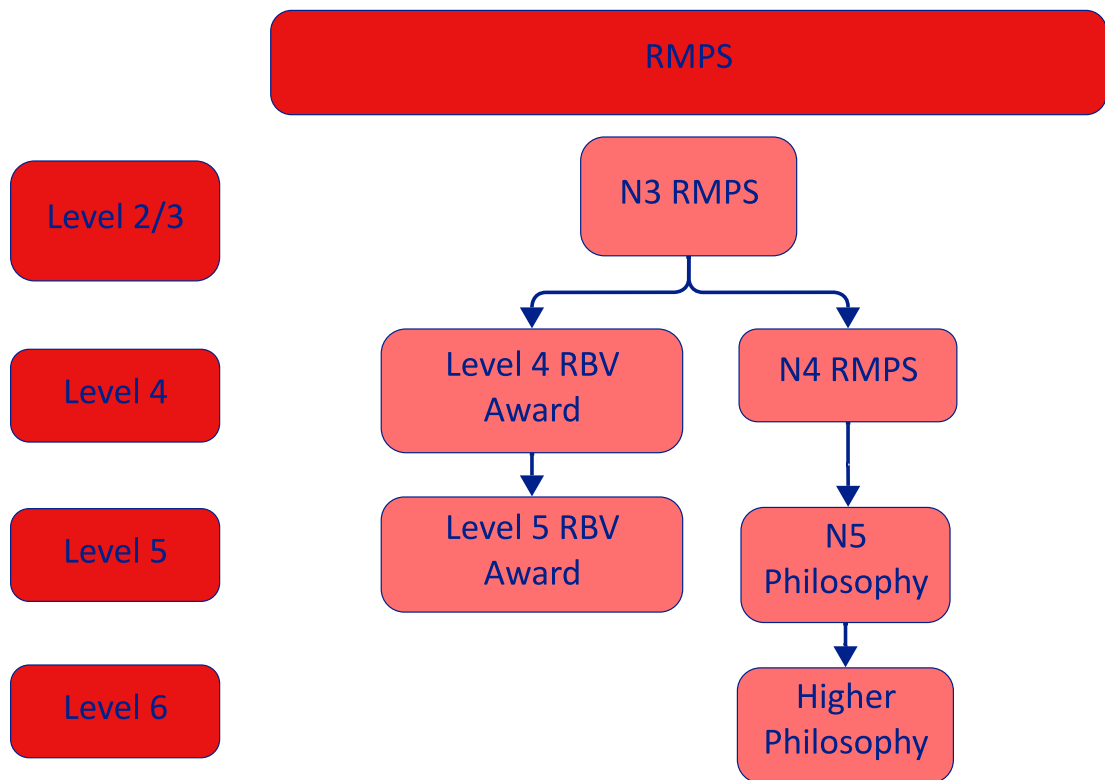 RMPS
Level 2/3
N3 RMPS
Level 4
Level 4 RBV
Award
N4 RMPS
Level 5
Level 5 RBV
Award
N5
Philosophy
Level 6
Higher
Philosophy